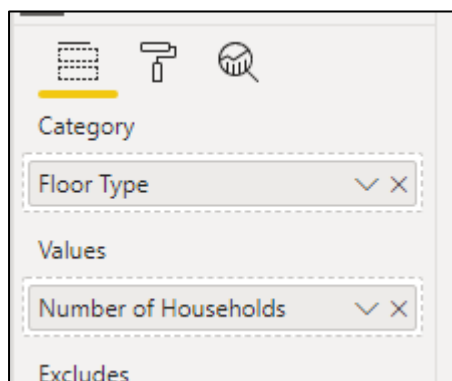 Category
Floor Type
Values
Number of Households
Excludes